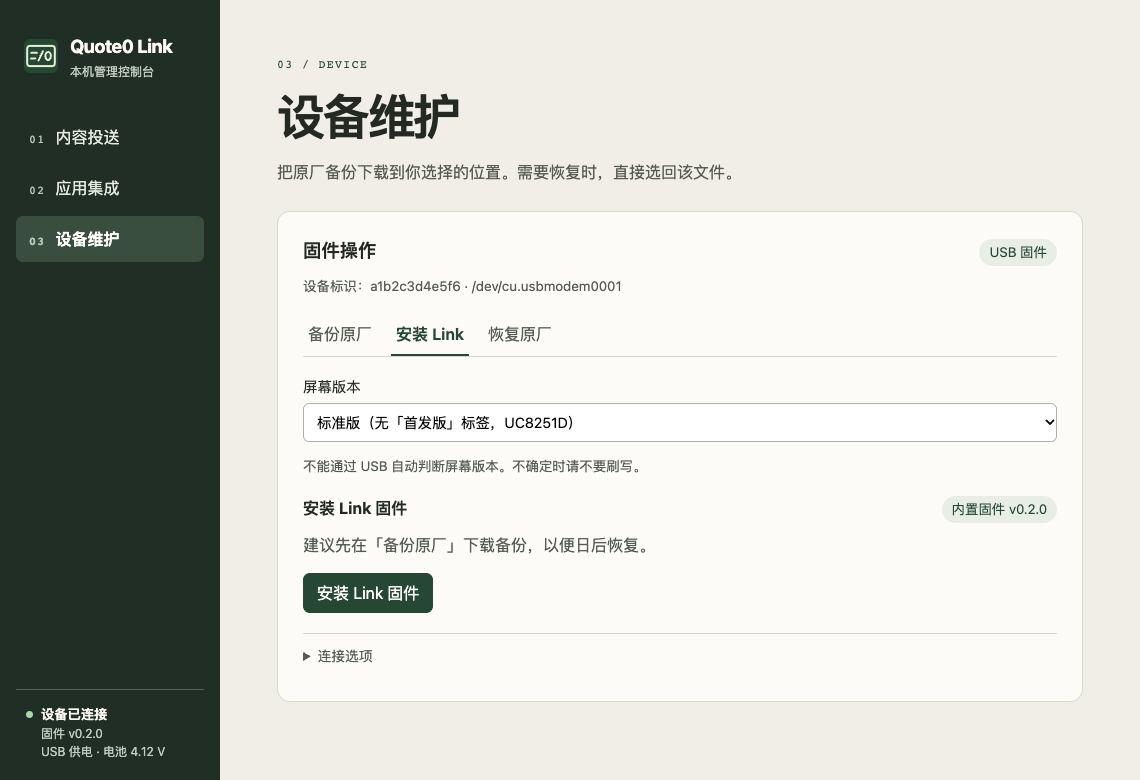 Quote0 Link
本机管理控制台
01 内容投送
02 应用集成
03 设备维护
设备已连接
固件 v0.2.0
USB 供电 · 电池 4.12 V
03 / DEVICE
设备维护
把原厂备份下载到你选择的位置。需要恢复时，直接选回该文件。
固件操作
USB 固件
设备标识：a1b2c3d4e5f6 · /dev/cu.usbmodem0001
备份原厂 安装 Link 恢复原厂
屏幕版本
标准版（无「首发版」标签，UC8251D）
不能通过 USB 自动判断屏幕版本。不确定时请不要刷写。
安装 Link 固件
内置固件 v0.2.0
建议先在「备份原厂」下载备份，以便日后恢复。
安装 Link 固件
连接选项